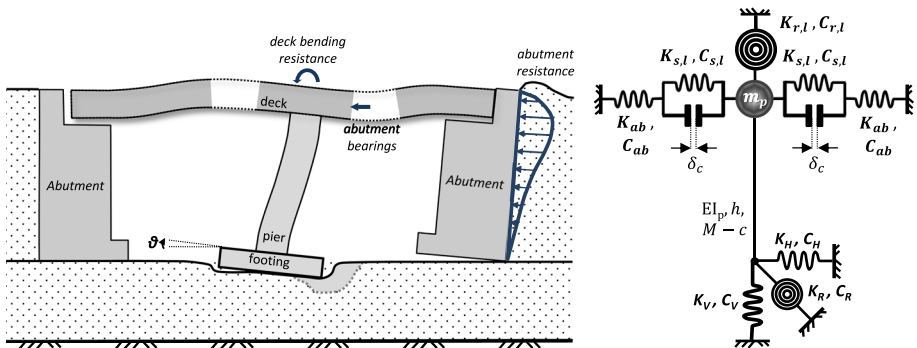 deck bending
resistance
abutment
resistance
deck
abutment
bearings
Abutment
Abutment
pier
footing
ϑ
K_{r,l} , C_{r,l}
K_{s,l}, C_{s,l}
K_{s,l}, C_{s,l}
m_p
K_{ab} ,
C_{ab}
K_{ab} ,
C_{ab}
δ_c
δ_c
EI_p, h,
M − c
K_H, C_H
K_V, C_V
K_R, C_R